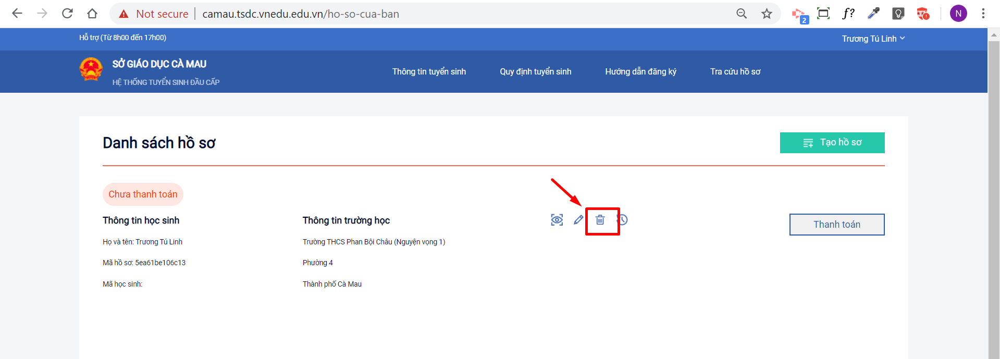 Not secure camau.tsdc.vnedu.edu.vn/ho-so-cua-ban
2
f?
N
Hỗ trợ (Từ 8h00 đến 17h00)
Trương Tú Linh
SỞ GIÁO DỤC CÀ MAU
HỆ THỐNG TUYỂN SINH ĐẦU CẤP
Thông tin tuyển sinh
Quy định tuyển sinh
Hướng dẫn đăng ký
Tra cứu hồ sơ
Danh sách hồ sơ
Tạo hồ sơ
Chưa thanh toán
Thông tin học sinh
Họ và tên: Trương Tú Linh
Mã hồ sơ: 5ea61be106c13
Mã học sinh:
Thông tin trường học
Trường THCS Phan Bội Châu (Nguyện vọng 1)
Phường 4
Thành phố Cà Mau
Thanh toán